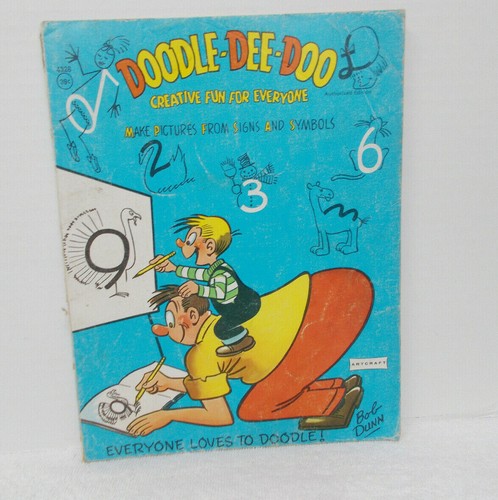 DOODLE-DEE-DOO
CREATIVE FUN FOR EVERYONE
MAKE PICTURES FROM SIGNS AND SYMBOLS
£
2
3
6
9
9
ARTCRAFT
Bob
DUNN
EVERYONE LOVES TO DOODLE!